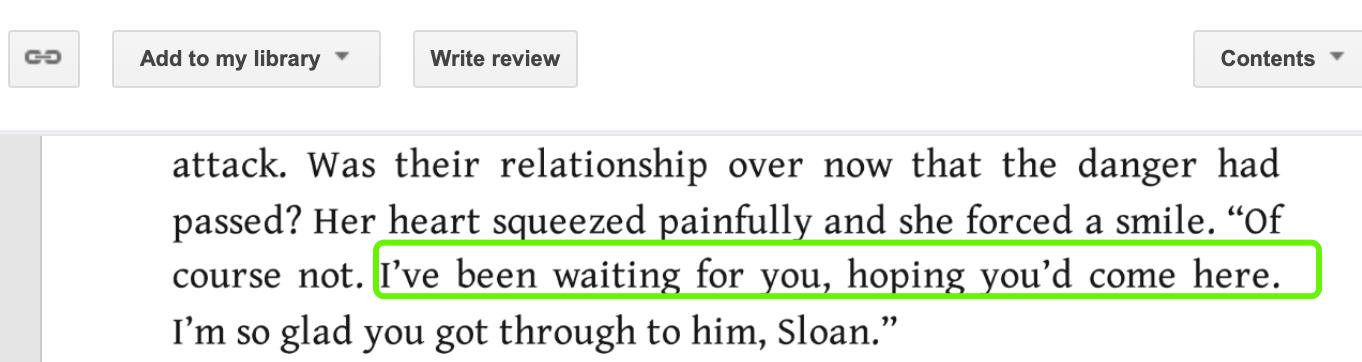 Add to my library Write review Contents
attack. Was their relationship over now that the danger had
passed? Her heart squeezed painfully and she forced a smile. “Of
course not. I’ve been waiting for you, hoping you’d come here.
I’m so glad you got through to him, Sloan.”